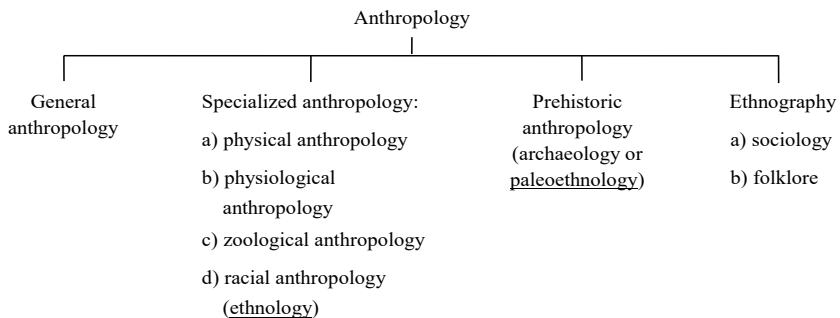 Anthropology
General
anthropology
Specialized anthropology:
a) physical anthropology
b) physiological
anthropology
c) zoological anthropology
d) racial anthropology
(ethnology)
Prehistoric
anthropology
(archaeology or
paleoethnology)
Ethnography
a) sociology
b) folklore